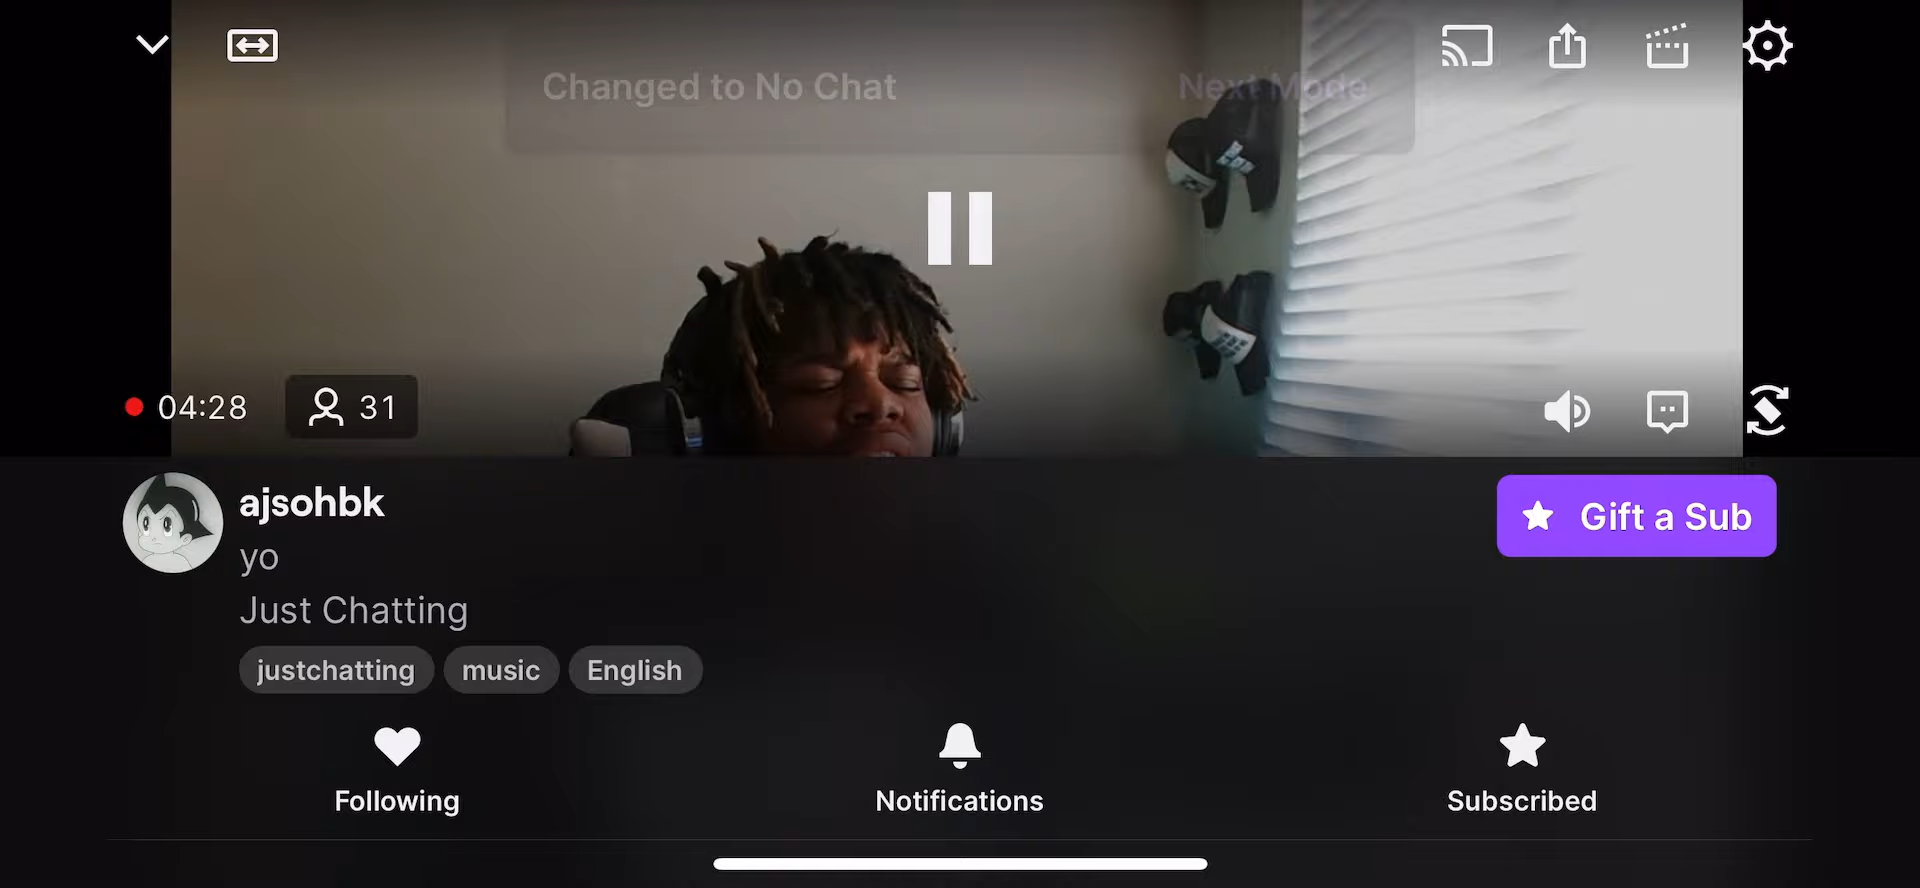 Changed to No Chat
Next Mode
04:28
31
ajsohbk
yo
Gift a Sub
Just Chatting
justchatting
music
English
Following
Notifications
Subscribed